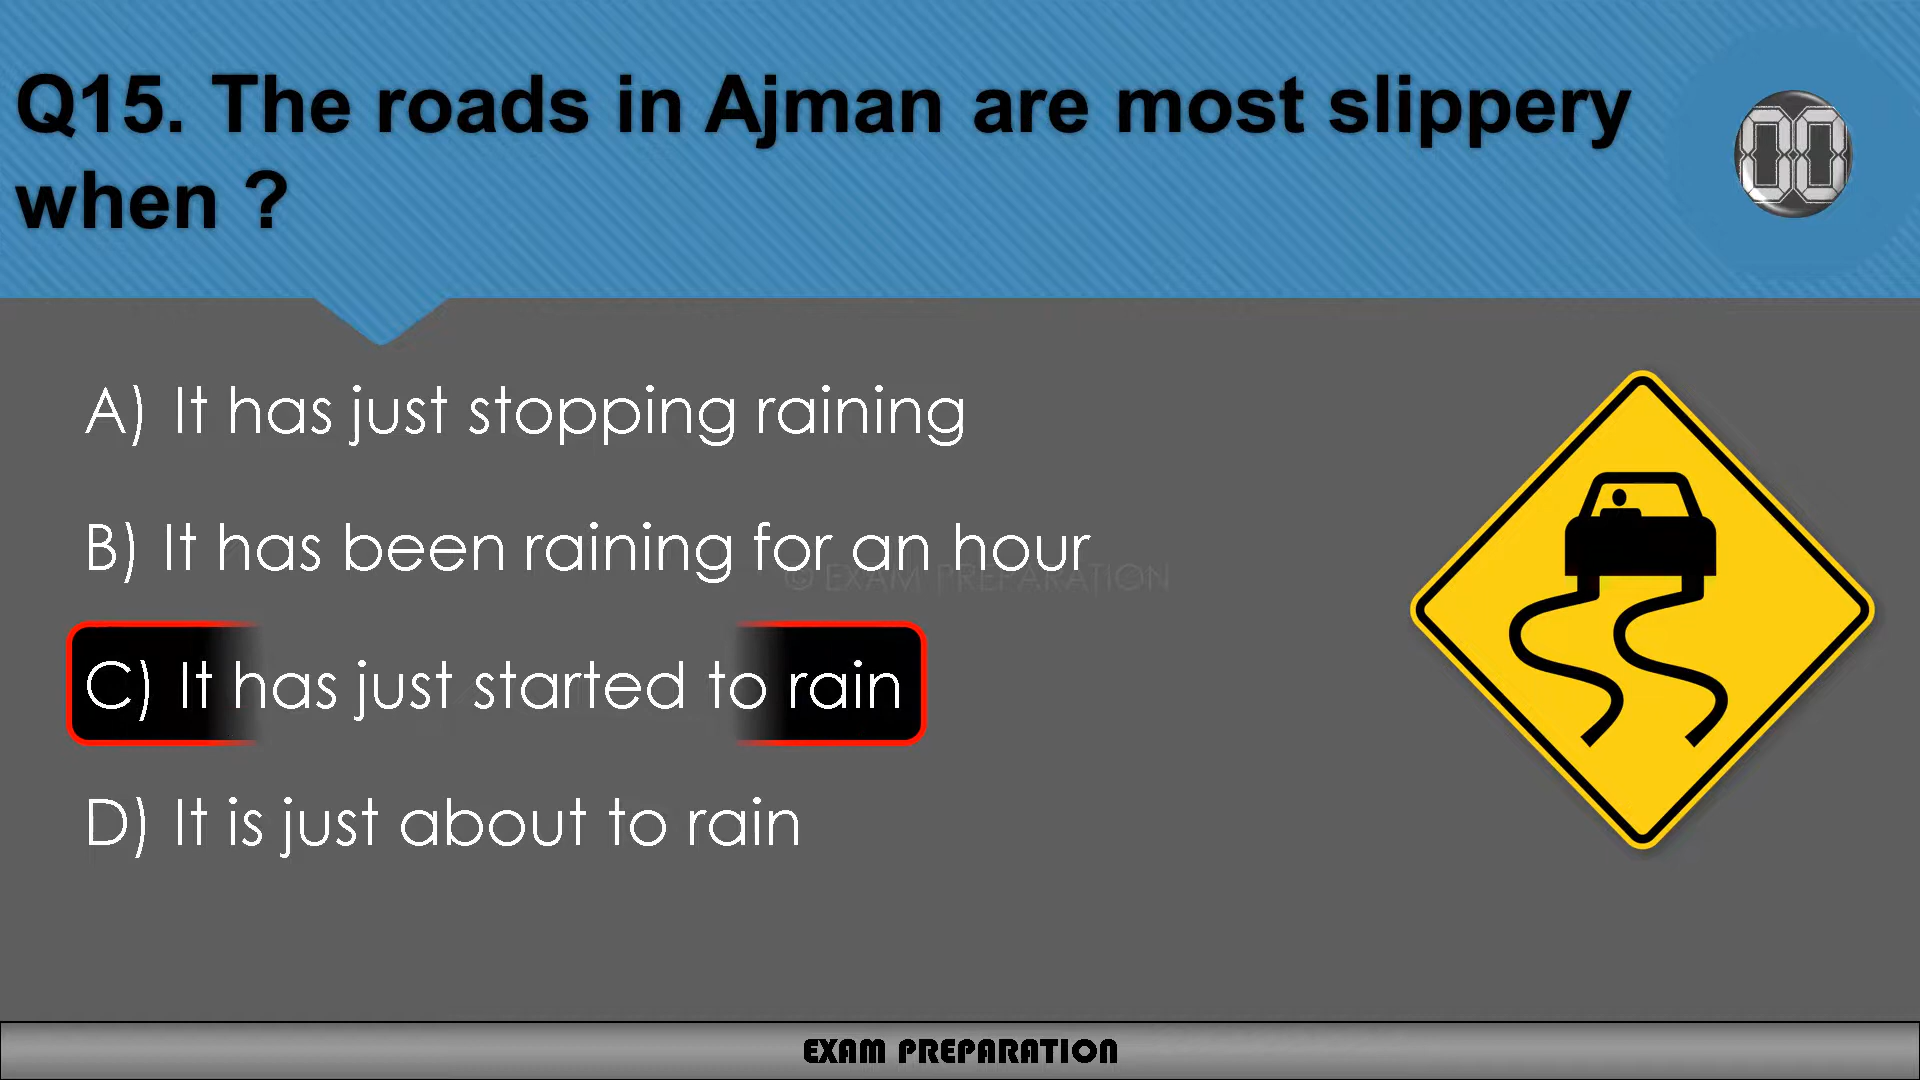 Q15. The roads in Ajman are most slippery
when ?
00
A) It has just stopping raining
B) It has been raining for an hour
© EXAM PREPARATION
C) It has just started to rain
D) It is just about to rain
EXAM PREPARATION